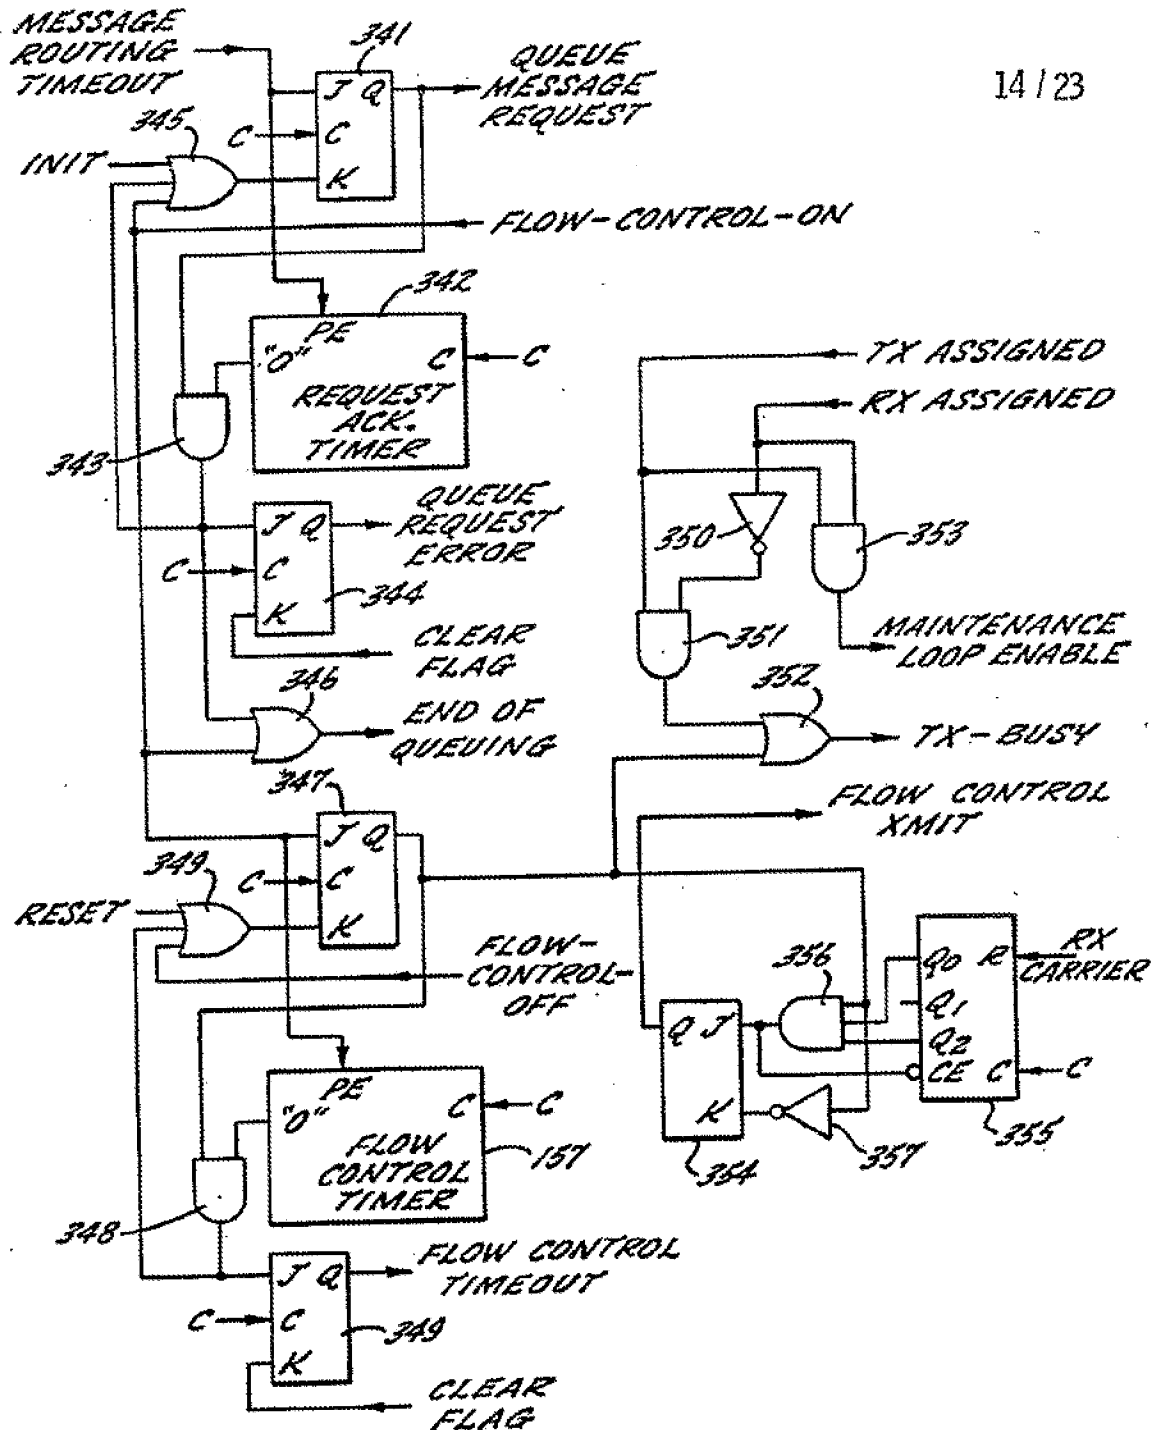 MESSAGE
ROUTING
TIMEOUT
341
J Q
C
K
C
QUEUE
MESSAGE
REQUEST
14/23
345
INIT
FLOW-CONTROL-ON
342
PE
"O"
C
C
REQUEST
ACK.
TIMER
343
TX ASSIGNED
RX ASSIGNED
350
353
351
MAINTENANCE
LOOP ENABLE
352
TX-BUSY
J Q
C
C
K
344
QUEUE
REQUEST
ERROR
CLEAR
FLAG
346
END OF
QUEUING
347
J Q
C
C
K
349
RESET
FLOW-
CONTROL-
OFF
FLOW CONTROL
XMIT
356
Q0 R
Q1
Q2
CE C
RX
CARRIER
C
355
Q J
K
354
357
PE
"O"
C
C
FLOW
CONTROL
TIMER
157
348
J Q
C
C
K
349
FLOW CONTROL
TIMEOUT
CLEAR
FLAG